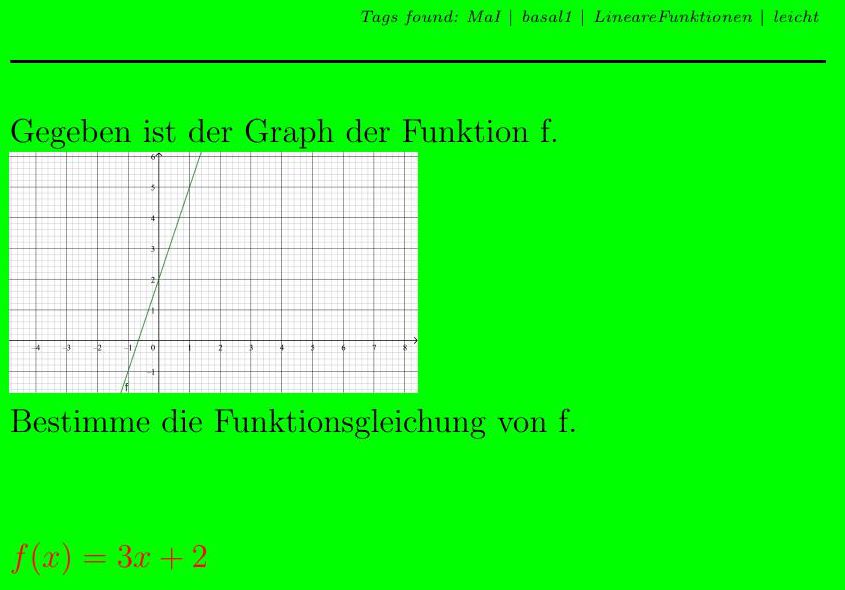 Tags found: MaI | basal1 | LineareFunktionen | leicht
Gegeben ist der Graph der Funktion f.
6
5
4
3
2
1
-4 -3 -2 -1 0 1 2 3 4 5 6 7 8
-1
f
Bestimme die Funktionsgleichung von f.
f(x) = 3x + 2